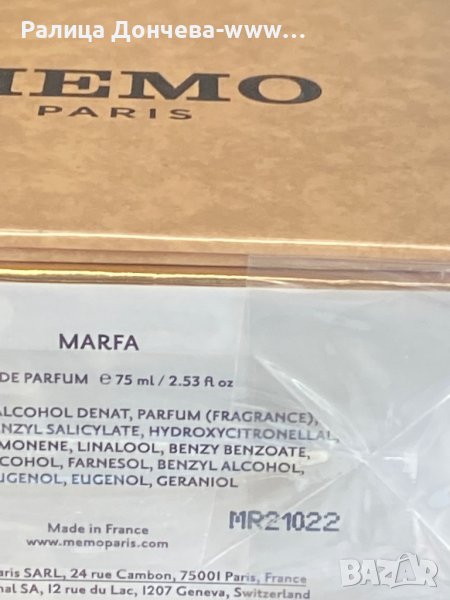 Ралица Дончева-www....
MEMO
PARIS
MARFA
DE PARFUM e 75 ml / 2.53 fl oz
ALCOHOL DENAT, PARFUM (FRAGRANCE),
NZYL SALICYLATE, HYDROXYCITRONELLAL,
MONENE, LINALOOL, BENZY BENZOATE,
COHOL, FARNESOL, BENZYL ALCOHOL,
UGENOL, EUGENOL, GERANIOL
MR21022
Made in France
www.memoparis.com
aris SARL, 24 rue Cambon, 75001 Paris, France
nal SA, 12 rue du Lac, 1207 Geneva, Switzerland
bazar